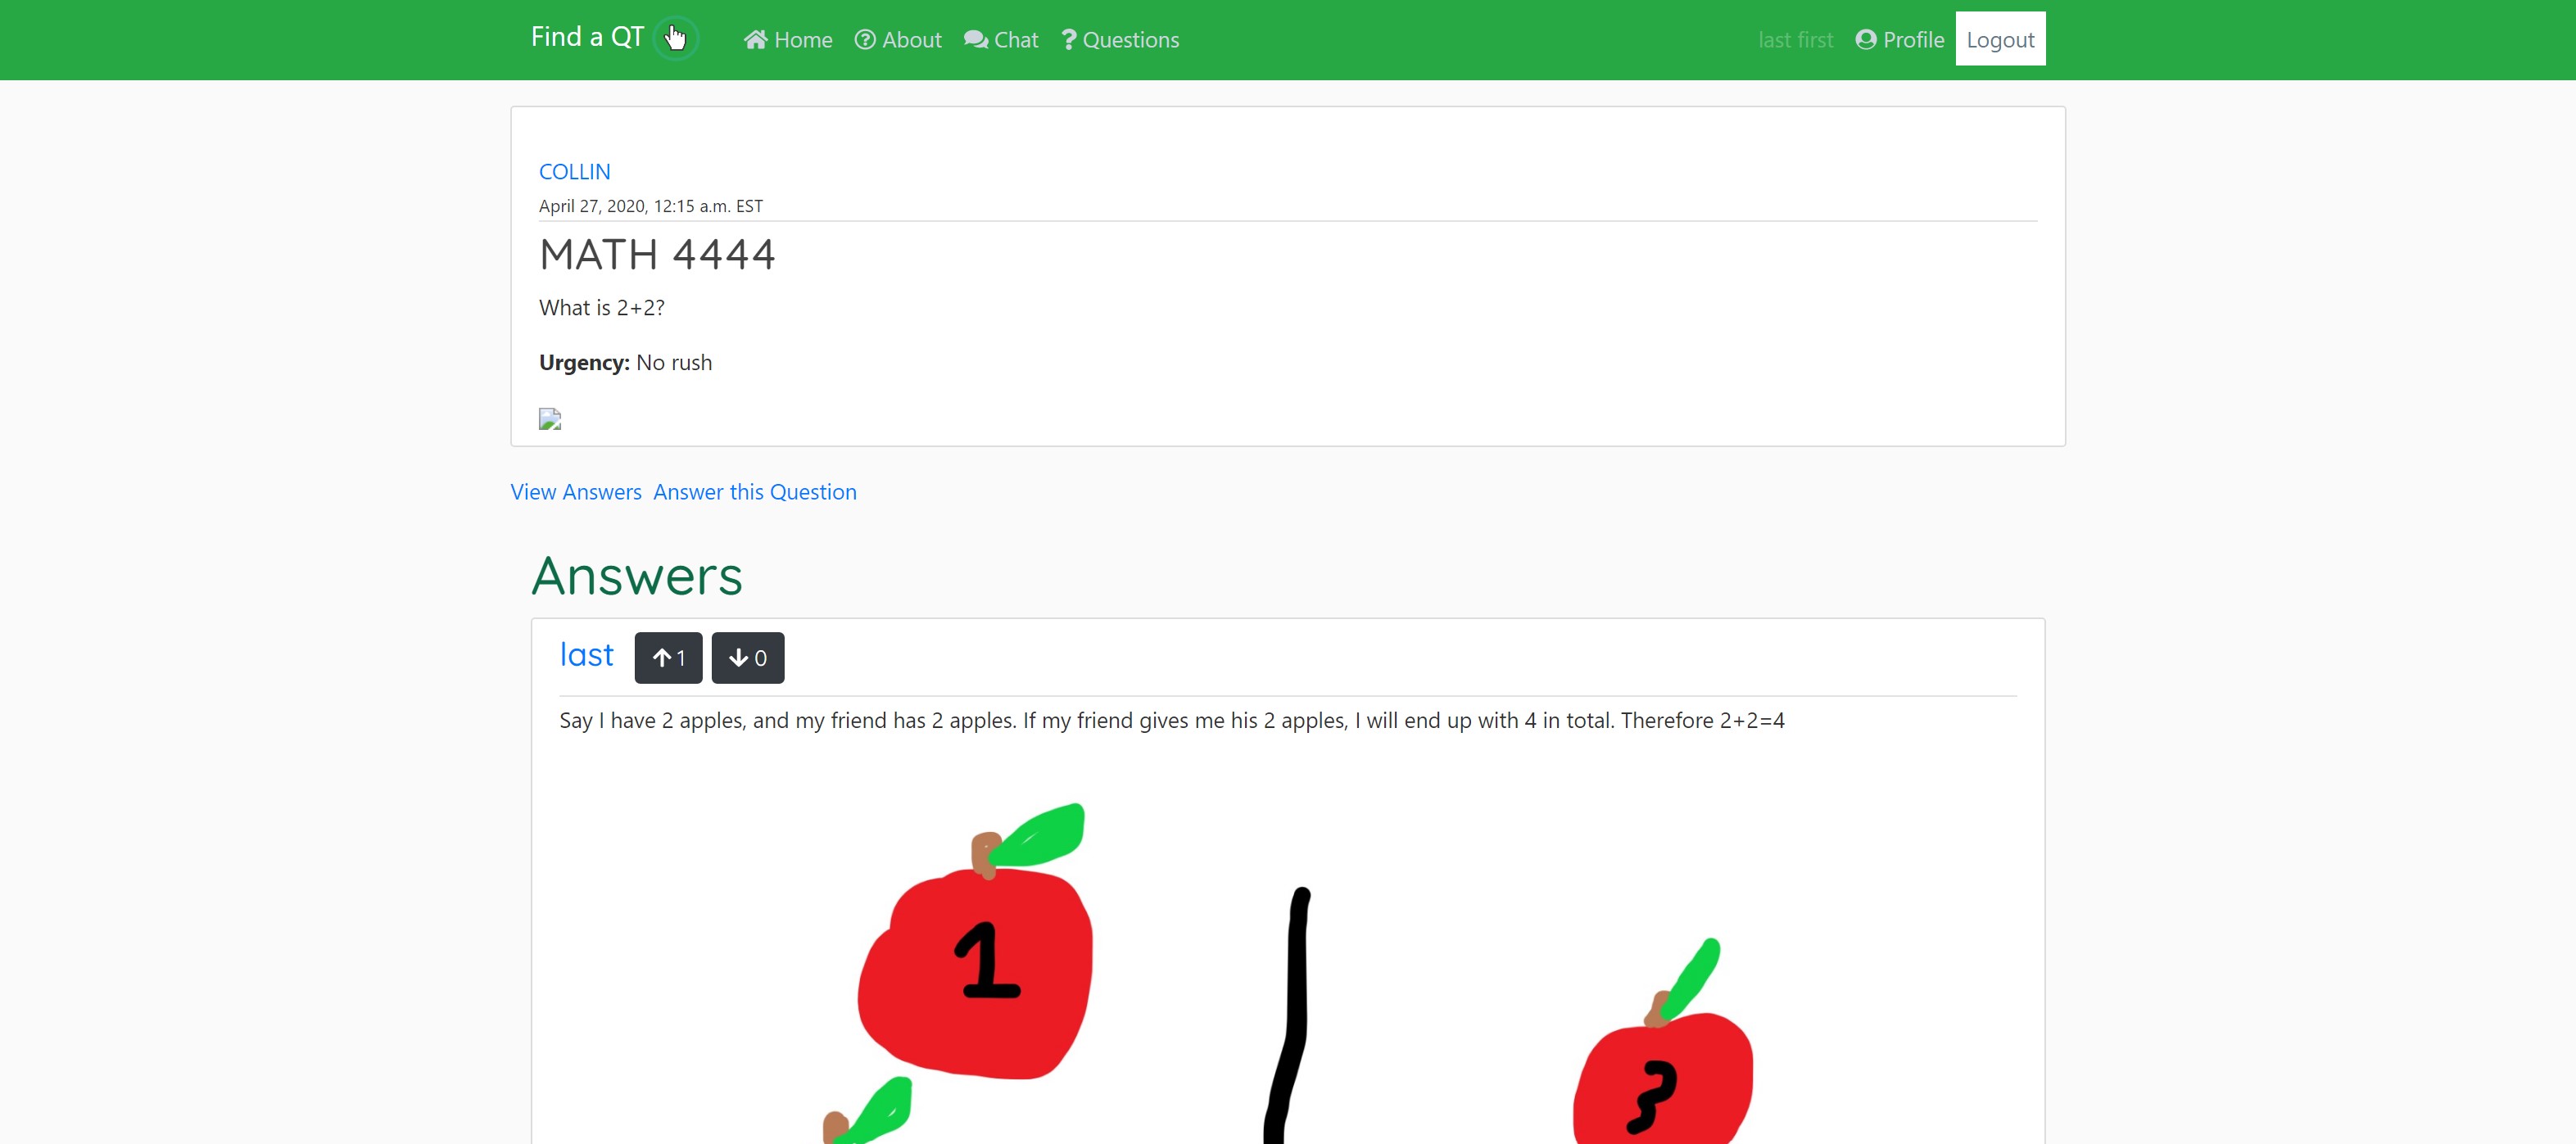 Find a QT Home About Chat Questions last first Profile Logout
COLLIN
April 27, 2020, 12:15 a.m. EST
MATH 4444
What is 2+2?
Urgency: No rush
View Answers Answer this Question
Answers
last 1 0
Say I have 2 apples, and my friend has 2 apples. If my friend gives me his 2 apples, I will end up with 4 in total. Therefore 2+2=4
1
3